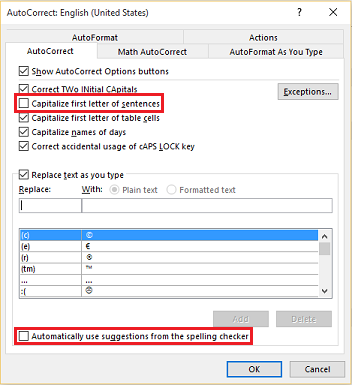 AutoCorrect: English (United States)
AutoFormat Actions
AutoCorrect Math AutoCorrect AutoFormat As You Type
Show AutoCorrect Options buttons
Correct TWo INitial CApitals
Exceptions...
Capitalize first letter of sentences
Capitalize first letter of table cells
Capitalize names of days
Correct accidental usage of cAPS LOCK key
Replace text as you type
Replace: With: Plain text Formatted text
(c) ©
(e) €
(r) ®
(tm) ™
... ...
:( ☹
Add Delete
Automatically use suggestions from the spelling checker
OK Cancel